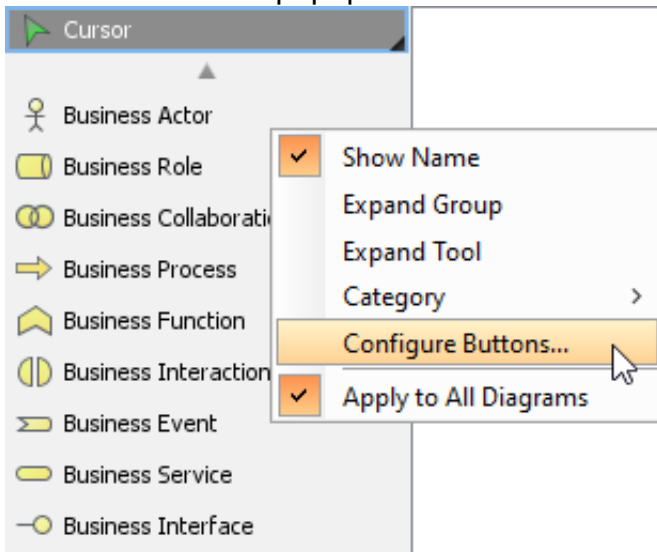 Cursor
Business Actor
Business Role
Business Collaborati
Business Process
Business Function
Business Interaction
Business Event
Business Service
Business Interface
Show Name
Expand Group
Expand Tool
Category
Configure Buttons...
Apply to All Diagrams